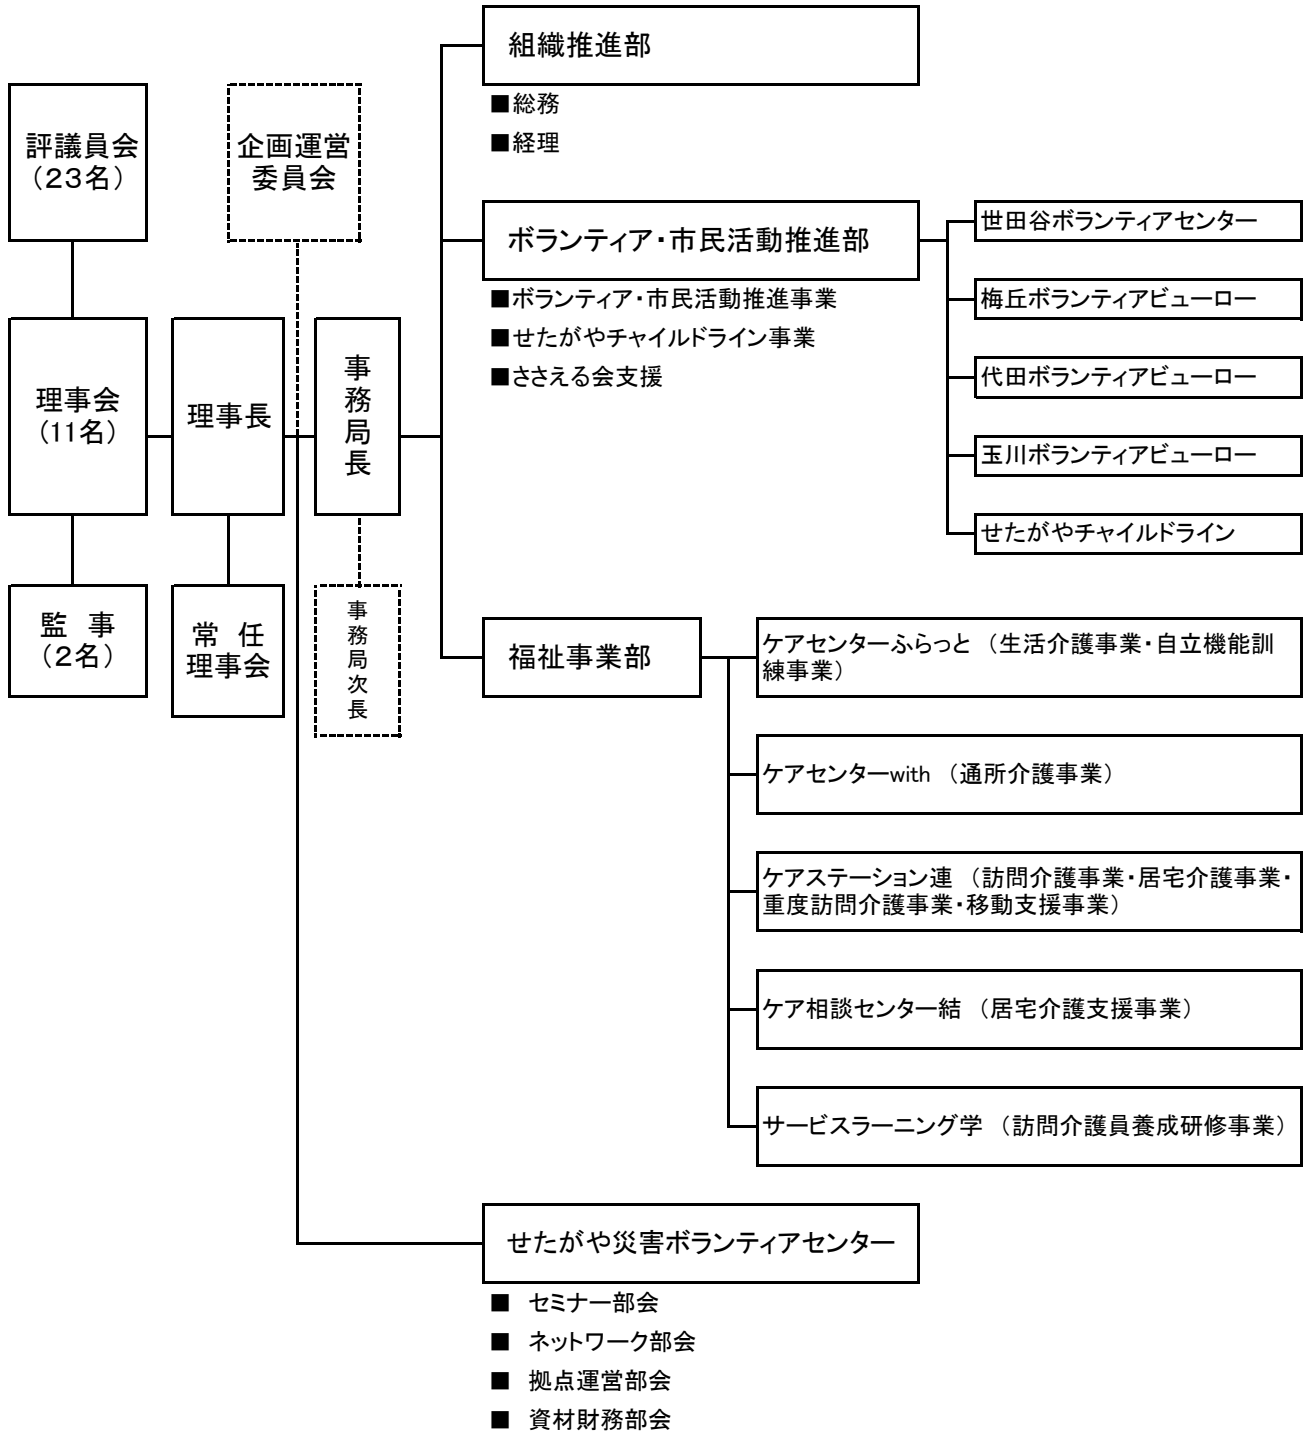 評議員会
（23名）
理事会
（11名）
監　事
（2名）
理事長
常　任
理事会
企画運営
委員会
事務局長
事務局次長
組織推進部
■総務
■経理
ボランティア・市民活動推進部
■ボランティア・市民活動推進事業
■せたがやチャイルドライン事業
■ささえる会支援
世田谷ボランティアセンター
梅丘ボランティアビューロー
代田ボランティアビューロー
玉川ボランティアビューロー
せたがやチャイルドライン
福祉事業部
ケアセンターふらっと　（生活介護事業・自立機能訓
練事業）
ケアセンターwith　（通所介護事業）
ケアステーション連　（訪問介護事業・居宅介護事業・
重度訪問介護事業・移動支援事業）
ケア相談センター結　（居宅介護支援事業）
サービスラーニング学　（訪問介護員養成研修事業）
せたがや災害ボランティアセンター
■　セミナー部会
■　ネットワーク部会
■　拠点運営部会
■　資材財務部会